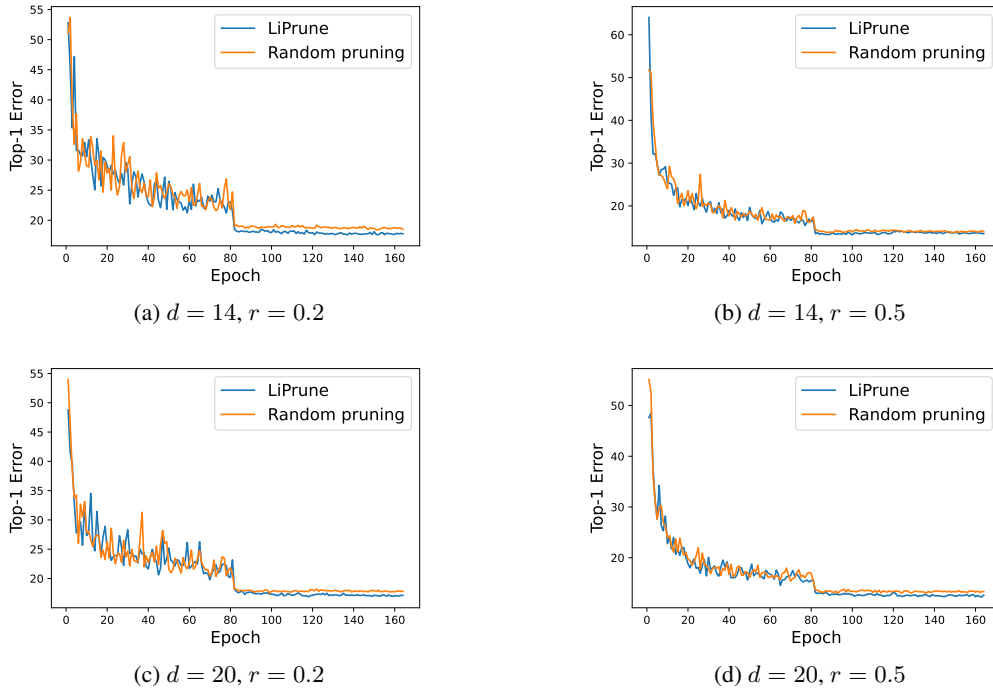 55
50
45
40
35
30
25
20
Top-1 Error
LiPrune
Random pruning
0 20 40 60 80 100 120 140 160
Epoch
(a) d = 14, r = 0.2
60
50
40
30
20
Top-1 Error
LiPrune
Random pruning
0 20 40 60 80 100 120 140 160
Epoch
(b) d = 14, r = 0.5
55
50
45
40
35
30
25
20
Top-1 Error
LiPrune
Random pruning
0 20 40 60 80 100 120 140 160
Epoch
(c) d = 20, r = 0.2
50
40
30
20
Top-1 Error
LiPrune
Random pruning
0 20 40 60 80 100 120 140 160
Epoch
(d) d = 20, r = 0.5